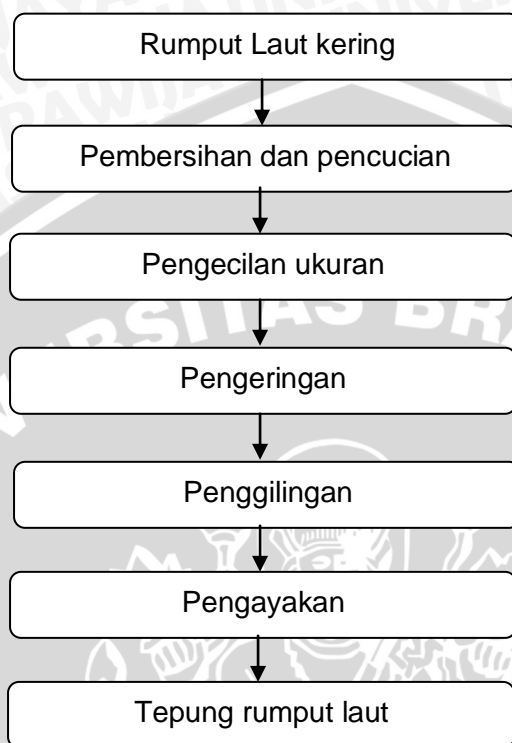 Rumput Laut kering
Pembersihan dan pencucian
Pengecilan ukuran
Pengeringan
Penggilingan
Pengayakan
Tepung rumput laut